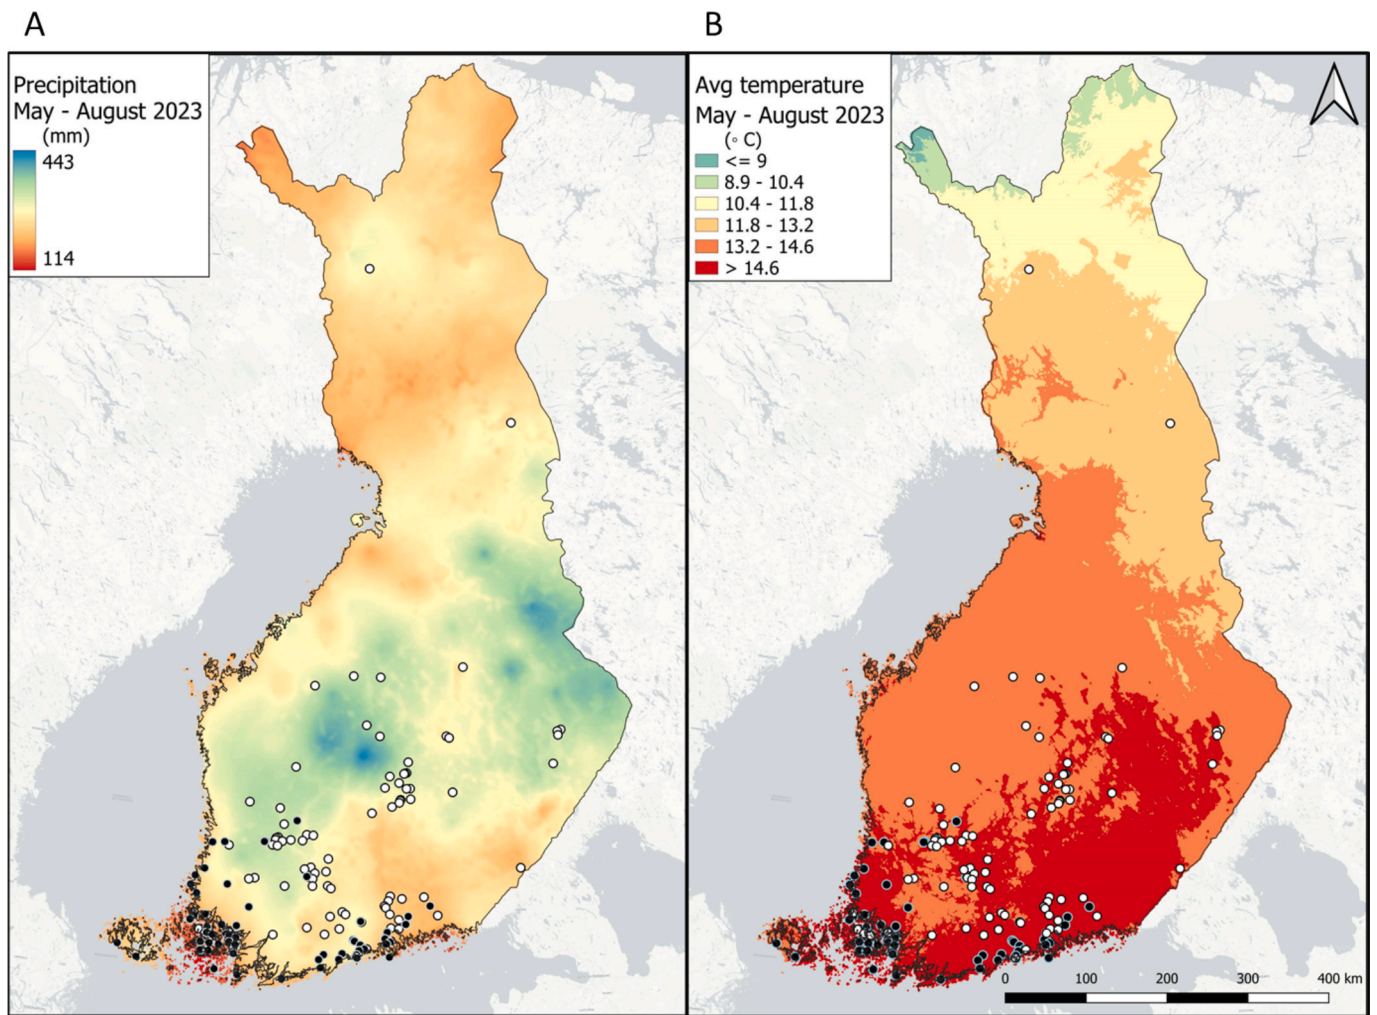 A
B
Precipitation
May - August 2023
(mm)
443
114
Avg temperature
May - August 2023
(◦ C)
<= 9
8.9 - 10.4
10.4 - 11.8
11.8 - 13.2
13.2 - 14.6
> 14.6
0 100 200 300 400 km